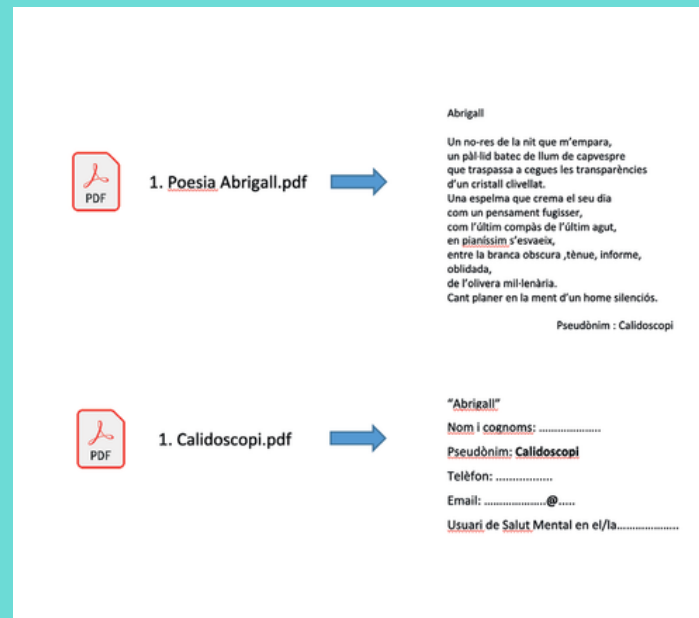 PDF
1. Poesia Abrigall.pdf
Abrigall
Un no-res de la nit que m'empara,
un pàl·lid batec de llum de capvespre
que traspassa a cegues les transparències
d'un cristall clivellat.
Una espelma que crema el seu dia
com un pensament fugisser,
com l'últim compàs de l'últim agut,
en pianíssim s'esvaeix,
entre la branca obscura ,tènue, informe,
oblidada,
de l'olivera mil·lenària.
Cant planer en la ment d'un home silenciós.
Pseudònim : Calidoscopi
PDF
1. Calidoscopi.pdf
"Abrigall"
Nom i cognoms: .....................
Pseudònim: Calidoscopi
Telèfon: ...................
Email: .....................@.....
Usuari de Salut Mental en el/la.....................